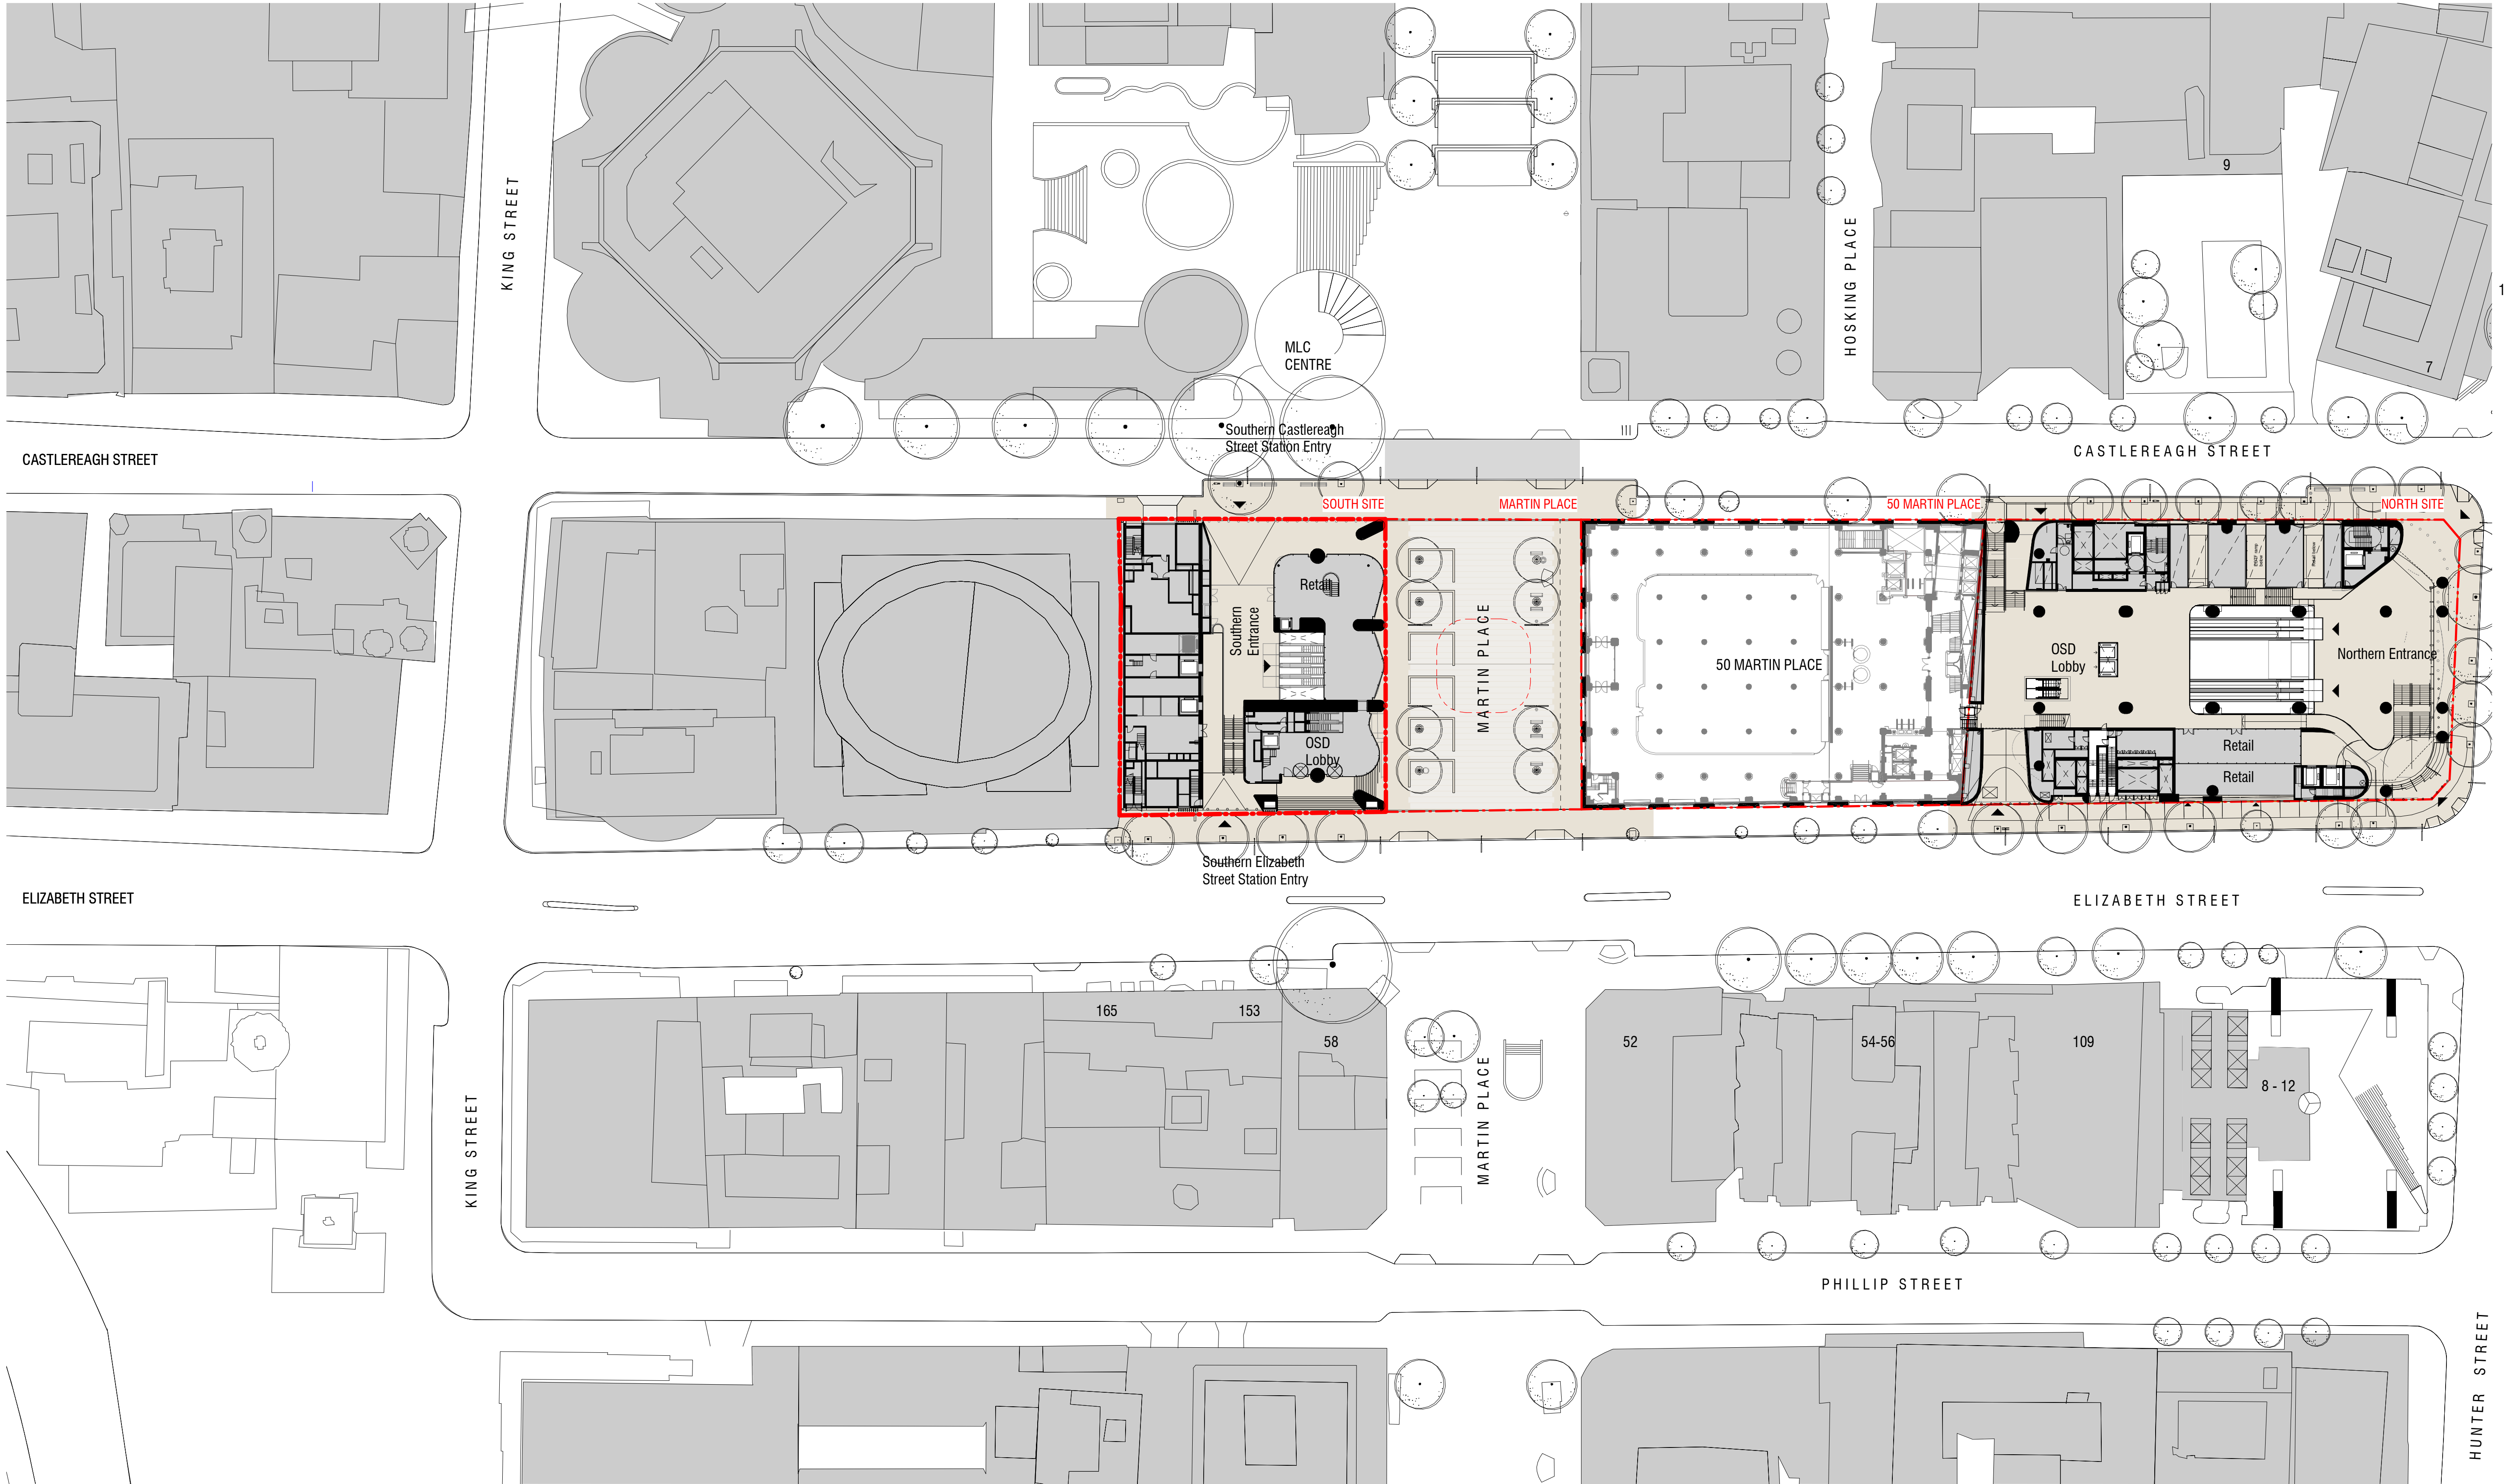 9
KING STREET
HOSKING PLACE
1
MLC
CENTRE
7
Southern Castlereagh
Street Station Entry
CASTLEREAGH STREET
CASTLEREAGH STREET
SOUTH SITE
MARTIN PLACE
50 MARTIN PLACE
NORTH SITE
Retail
Southern
Entrance
MARTIN PLACE
50 MARTIN PLACE
OSD
Lobby
Northern Entrance
OSD
Lobby
Retail
Retail
Southern Elizabeth
Street Station Entry
ELIZABETH STREET
ELIZABETH STREET
165
153
58
52
54-56
109
8 - 12
KING STREET
MARTIN PLACE
PHILLIP STREET
HUNTER STREET